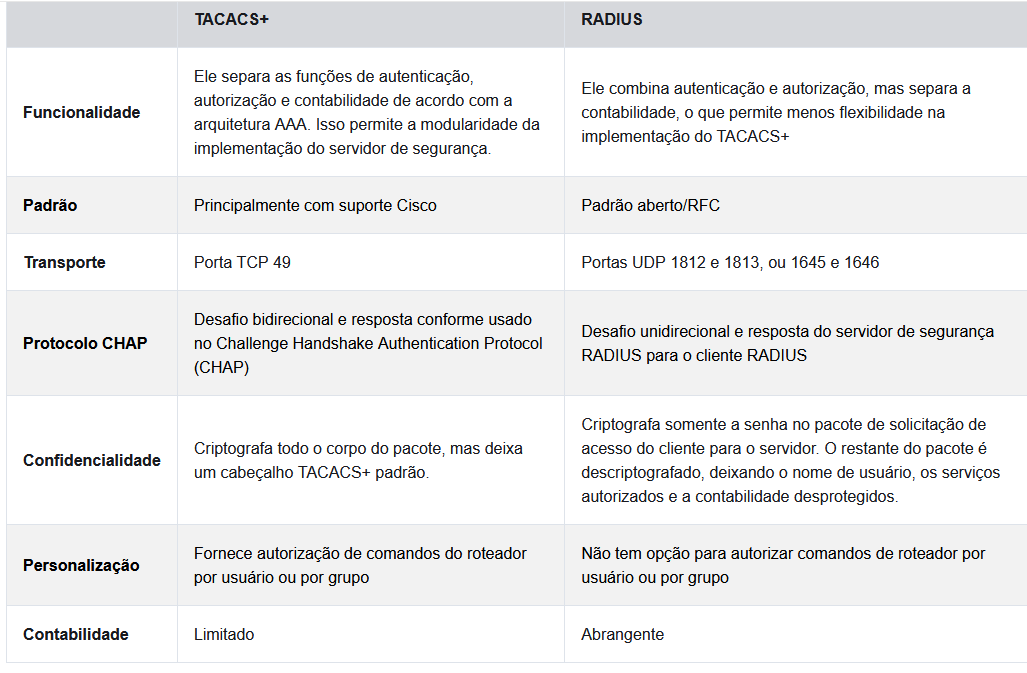 TACACS+ RADIUS
Funcionalidade
Ele separa as funções de autenticação,
autorização e contabilidade de acordo com a
arquitetura AAA. Isso permite a modularidade da
implementação do servidor de segurança.
Ele combina autenticação e autorização, mas separa a
contabilidade, o que permite menos flexibilidade na
implementação do TACACS+
Padrão
Principalmente com suporte Cisco
Padrão aberto/RFC
Transporte
Porta TCP 49
Portas UDP 1812 e 1813, ou 1645 e 1646
Protocolo CHAP
Desafio bidirecional e resposta conforme usado
no Challenge Handshake Authentication Protocol
(CHAP)
Desafio unidirecional e resposta do servidor de segurança
RADIUS para o cliente RADIUS
Confidencialidade
Criptografa todo o corpo do pacote, mas deixa
um cabeçalho TACACS+ padrão.
Criptografa somente a senha no pacote de solicitação de
acesso do cliente para o servidor. O restante do pacote é
descriptografado, deixando o nome de usuário, os serviços
autorizados e a contabilidade desprotegidos.
Personalização
Fornece autorização de comandos do roteador
por usuário ou por grupo
Não tem opção para autorizar comandos de roteador por
usuário ou por grupo
Contabilidade
Limitado
Abrangente